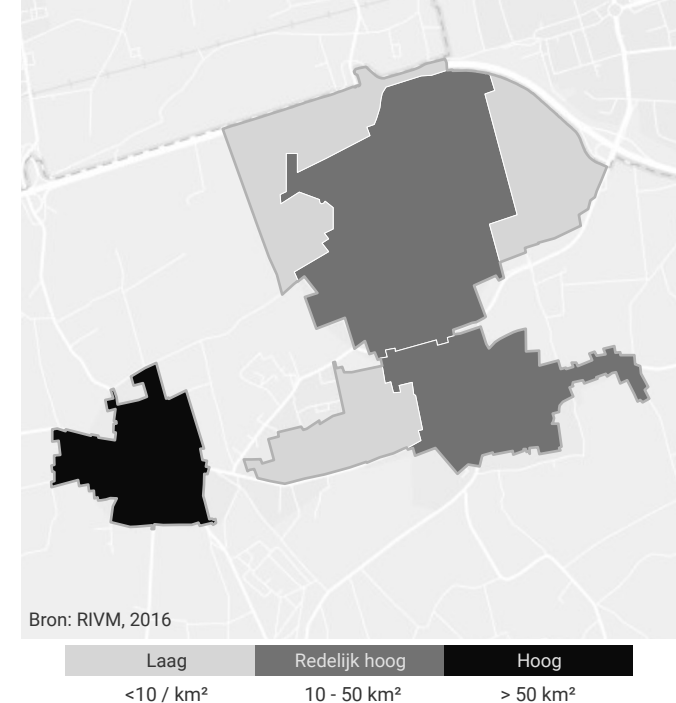 Bron: RIVM, 2016
Laag Redelijk hoog Hoog
<10 / km² 10 - 50 km² > 50 km²